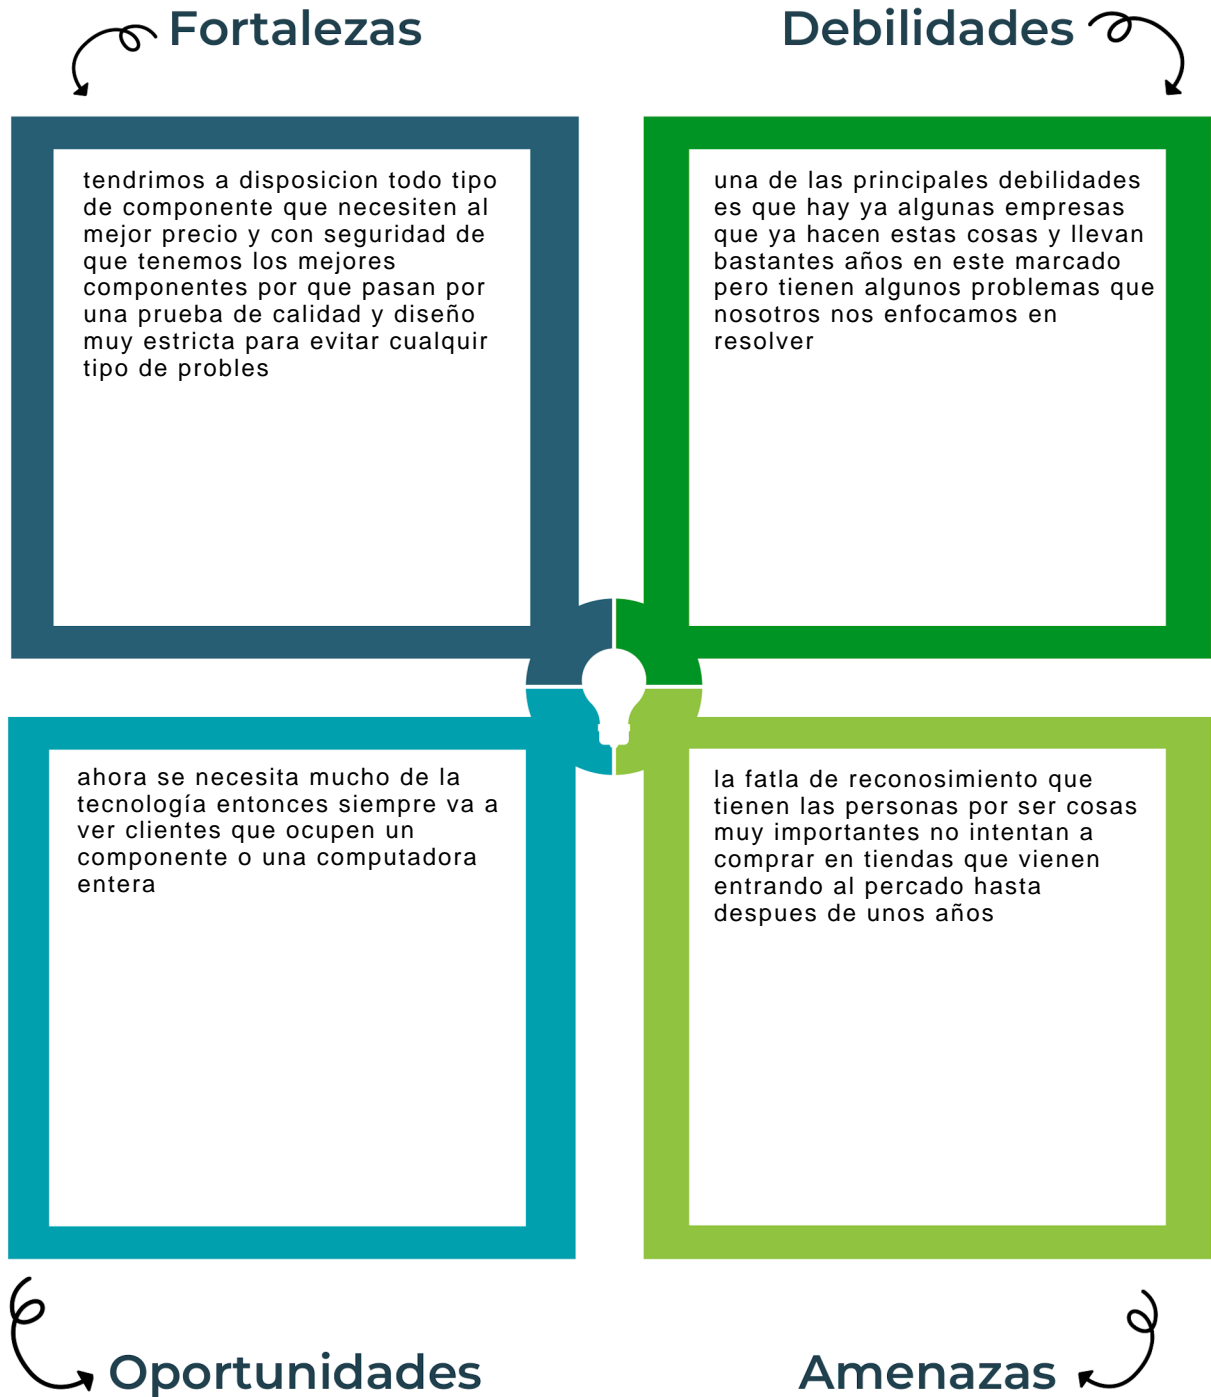 Fortalezas
tendrimos a disposicion todo tipo
de componente que necesiten al
mejor precio y con seguridad de
que tenemos los mejores
componentes por que pasan por
una prueba de calidad y diseño
muy estricta para evitar cualquir
tipo de probles
Debilidades
una de las principales debilidades
es que hay ya algunas empresas
que ya hacen estas cosas y llevan
bastantes años en este marcado
pero tienen algunos problemas que
nosotros nos enfocamos en
resolver
ahora se necesita mucho de la
tecnología entonces siempre va a
ver clientes que ocupen un
componente o una computadora
entera
Oportunidades
la fatla de reconosimiento que
tienen las personas por ser cosas
muy importantes no intentan a
comprar en tiendas que vienen
entrando al percado hasta
despues de unos años
Amenazas